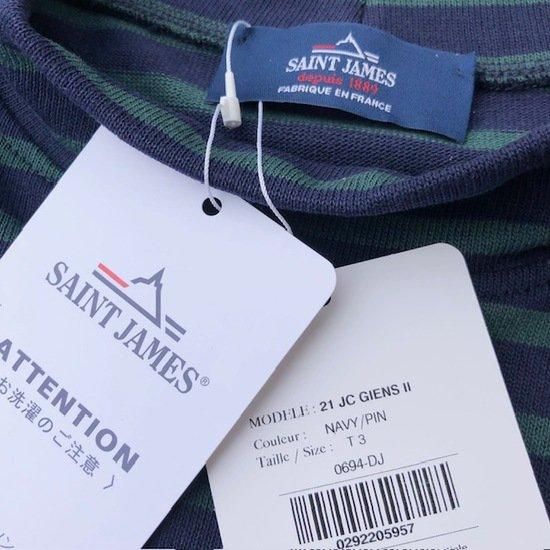 SAINT JAMES
depuis 1889
FABRIQUE EN FRANCE
SAINT JAMES®
ATTENTION
お洗濯のご注意
MODELE : 21 JC GIENS II
Couleur : NAVY/PIN
Taille / Size : T 3
0694-DJ
0292205957